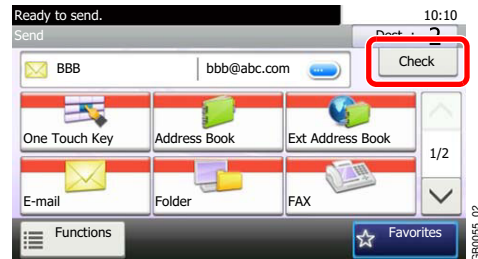 Ready to send. 10:10
Send Dest.: 2
BBB bbb@abc.com
Check
One Touch Key Address Book Ext Address Book
1/2
E-mail Folder FAX
Functions Favorites
GB0055_02